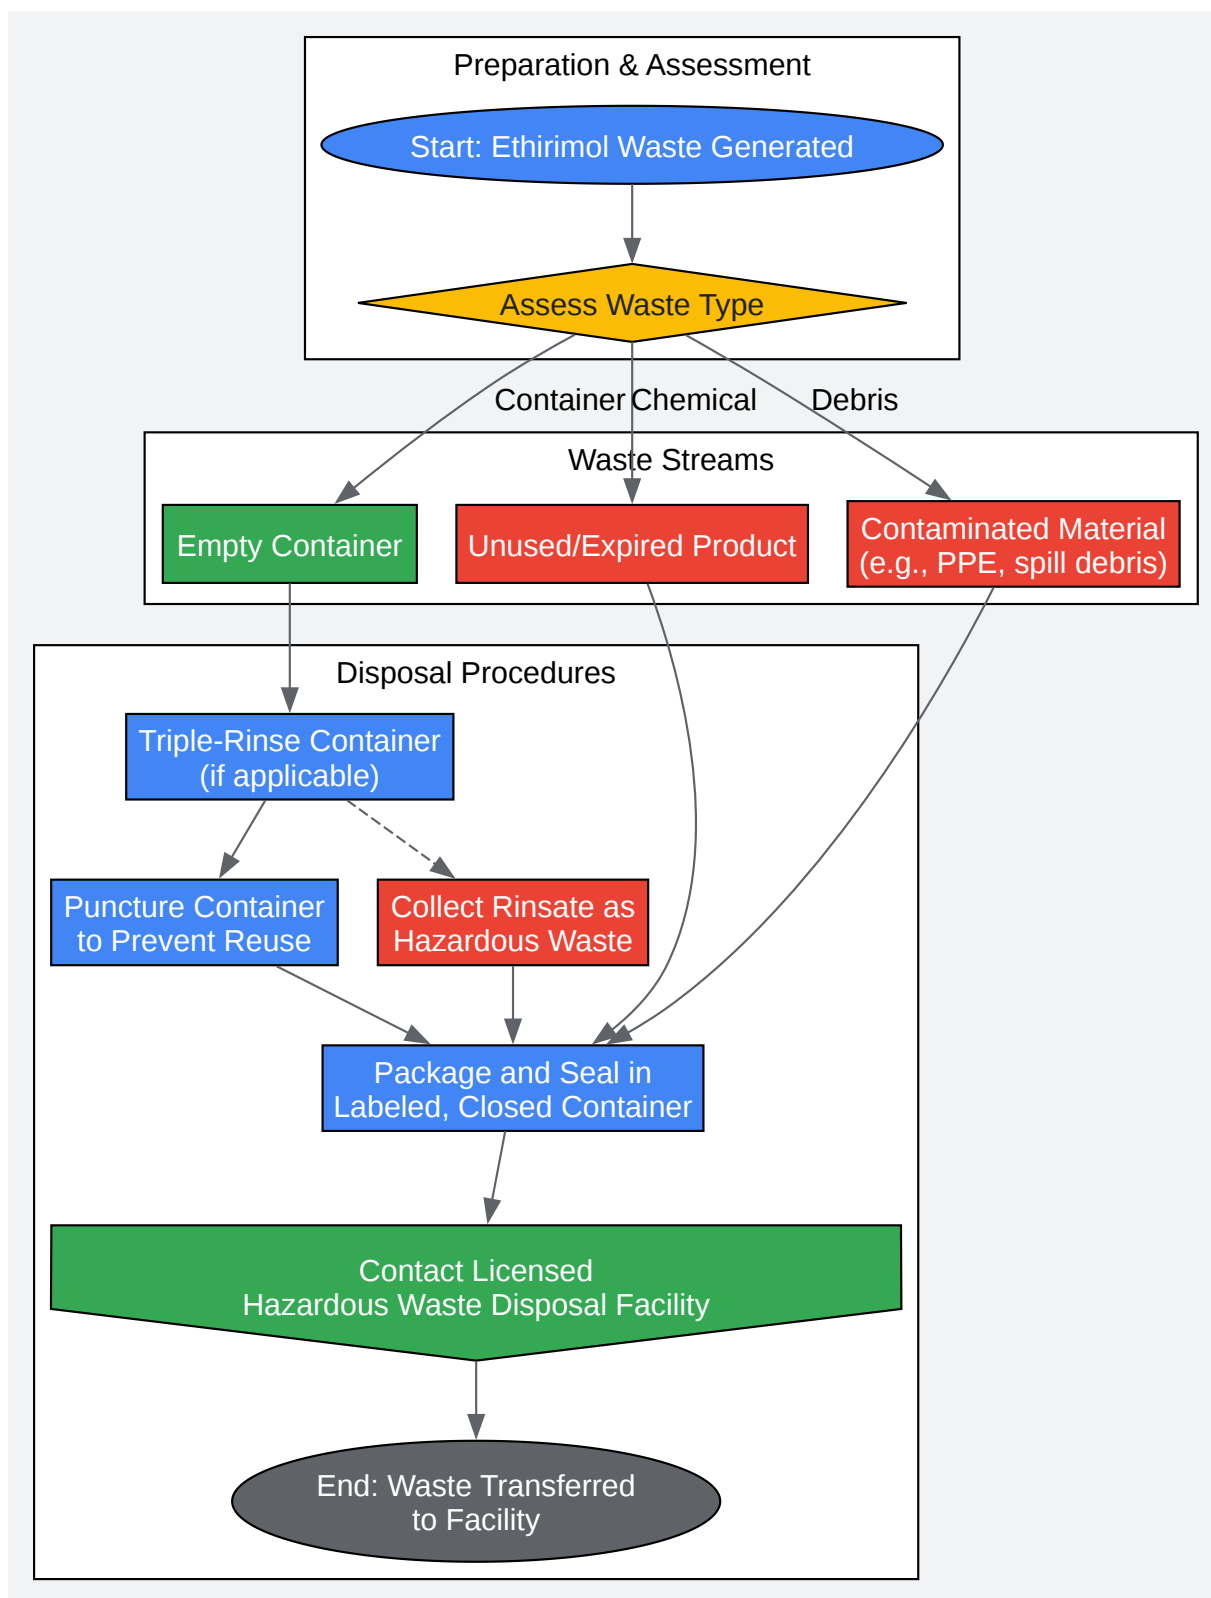 Preparation & Assessment
Start: Ethirimol Waste Generated
Assess Waste Type
Container
Chemical
Debris
Waste Streams
Empty Container
Unused/Expired Product
Contaminated Material
(e.g., PPE, spill debris)
Disposal Procedures
Triple-Rinse Container
(if applicable)
Puncture Container
to Prevent Reuse
Collect Rinsate as
Hazardous Waste
Package and Seal in
Labeled, Closed Container
Contact Licensed
Hazardous Waste Disposal Facility
End: Waste Transferred
to Facility